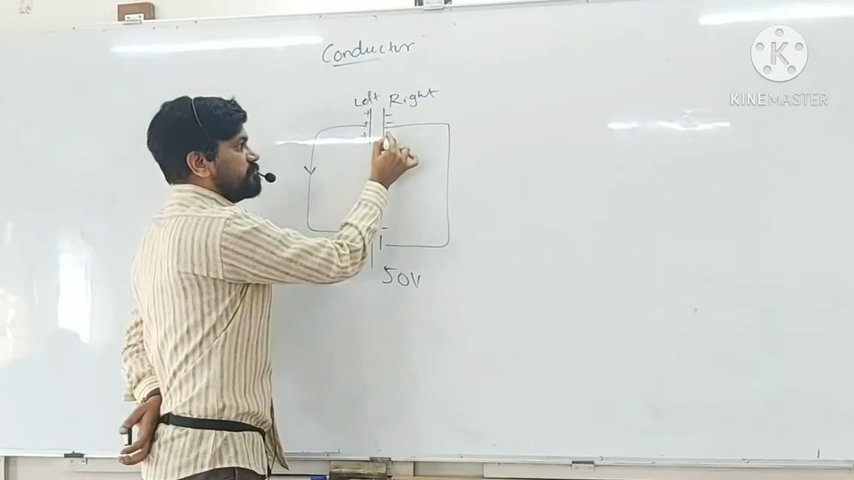 Conductor
Left Right
50V
K
KINEMASTER